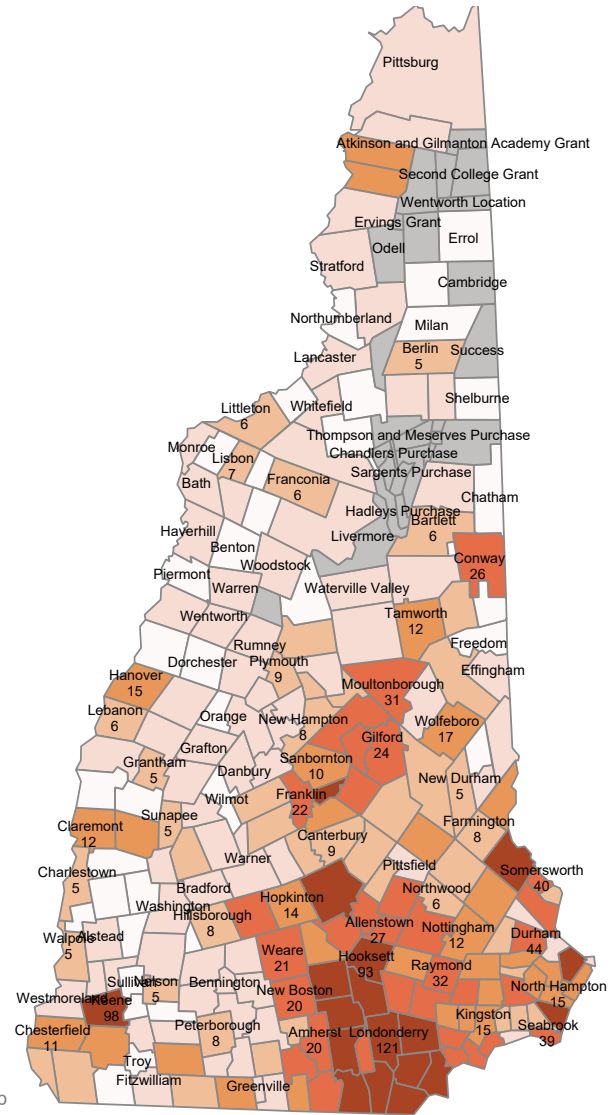 Pittsburg
Atkinson and Gilmanton Academy Grant
Second College Grant
Wentworth Location
Ervings Grant
Errol
Odell
Stratford
Cambridge
Northumberland
Milan
Berlin
5
Success
Lancaster
Shelburne
Whitefield
Littleton
6
Thompson and Meserves Purchase
Monroe
Chandlers Purchase
Lisbon
7
Sargents Purchase
Bath
Franconia
6
Chatham
Hadleys Purchase
Bartlett
6
Haverhill
Livermore
Benton
Conway
26
Woodstock
Piermont
Warren
Waterville Valley
Wentworth
Tamworth
12
Rumney
Freedom
Dorchester
Plymouth
9
Effingham
Hanover
15
Moultonborough
31
Lebanon
6
Orange
New Hampton
8
Wolfeboro
17
Gilford
24
Grafton
Sanbornton
10
Grantham
5
Danbury
New Durham
5
Franklin
22
Wilmot
Sunapee
5
Farmington
8
Claremont
12
Canterbury
9
Warner
Pittsfield
Charlestown
5
Somersworth
40
Bradford
Northwood
6
Hopkinton
14
Washington
Hillsborough
8
Allenstown
27
Nottingham
12
Durham
44
Walpole
5
Alstead
Weare
21
Hooksett
93
Raymond
32
Sullivan
Nelson
5
Bennington
New Boston
20
North Hampton
15
Westmoreland
Keene
98
Kingston
15
Seabrook
39
Chesterfield
11
Peterborough
8
Amherst
20
Londonderry
121
Troy
Fitzwilliam
Greenville